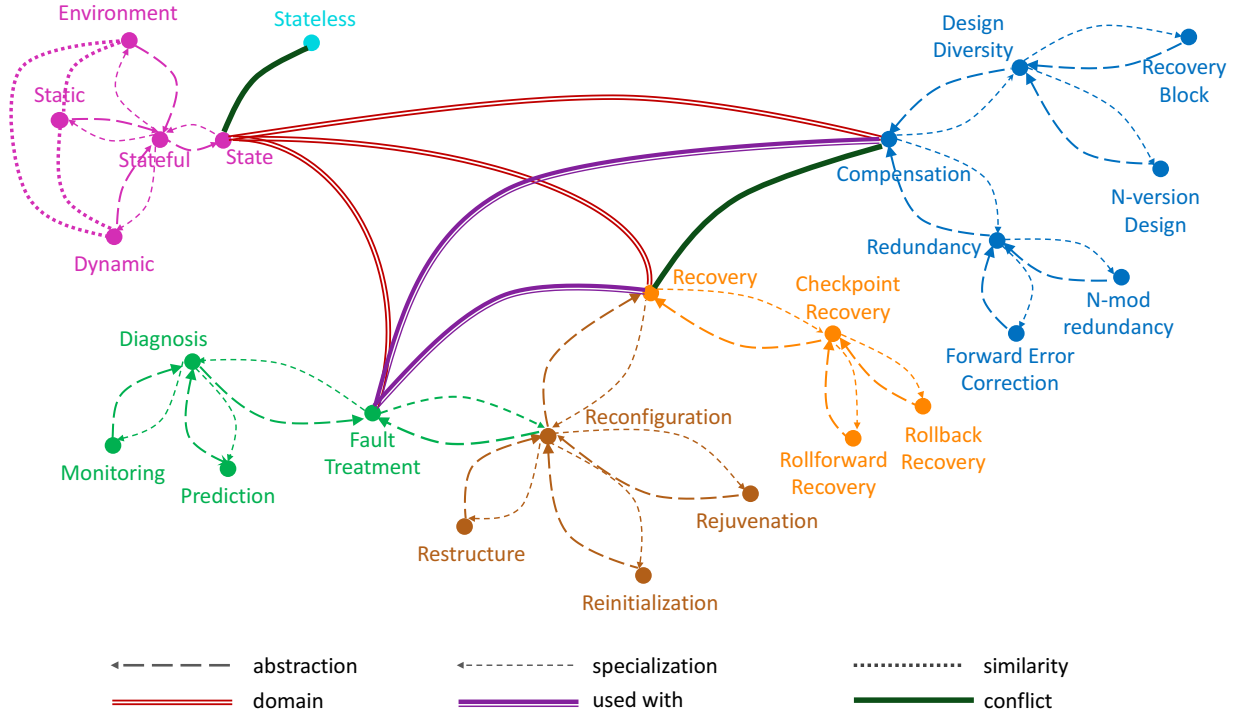 Environment
Stateless
Static
Stateful
State
Dynamic
Design
Diversity
Recovery
Block
Compensation
N-version
Design
Redundancy
N-mod
redundancy
Forward Error
Correction
Recovery
Checkpoint
Recovery
Rollback
Recovery
Rollforward
Recovery
Diagnosis
Monitoring
Prediction
Fault
Treatment
Reconfiguration
Rejuvenation
Restructure
Reinitialization
abstraction
specialization
similarity
domain
used with
conflict